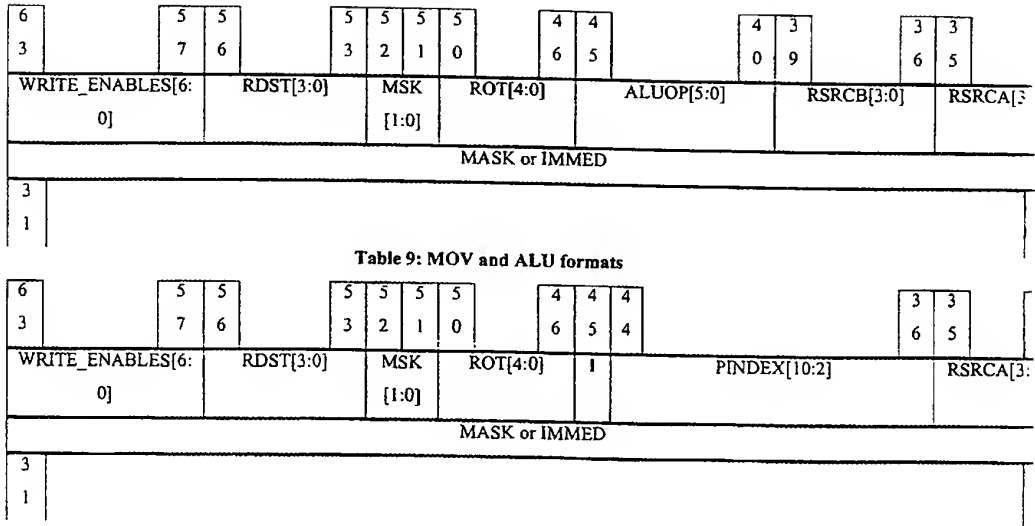 6 5 5 5 5 5 5 4 4 4 3 3 3
3 7 6 3 2 1 0 6 5 0 9 6 5
WRITE_ENABLES[6: RDST[3:0] MSK ROT[4:0] ALUOP[5:0] RSRCB[3:0] RSRCA[3
0] [1:0]
MASK or IMMED
3
1
Table 9: MOV and ALU formats
6 5 5 5 5 5 5 4 4 4 3 3
3 7 6 3 2 1 0 6 5 4 6 5
WRITE_ENABLES[6: RDST[3:0] MSK ROT[4:0] 1 PINDEX[10:2] RSRCA[3:
0] [1:0]
MASK or IMMED
3
1